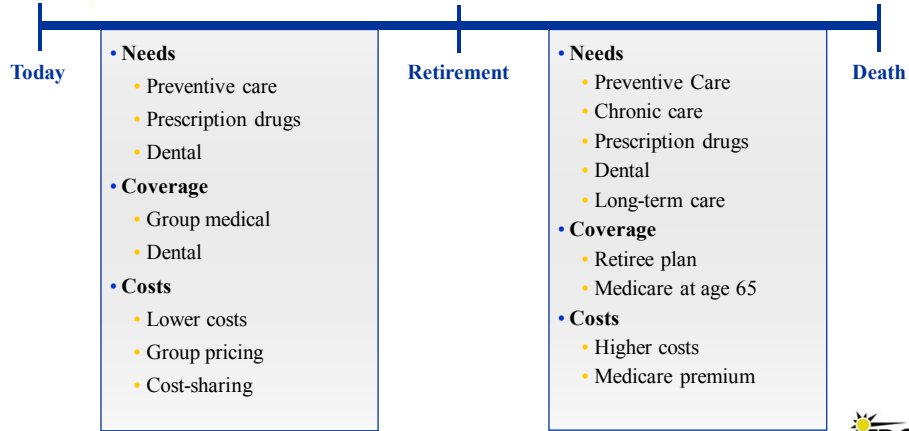 Today
Retirement
Death
• Needs
• Preventive care
• Prescription drugs
• Dental
• Coverage
• Group medical
• Dental
• Costs
• Lower costs
• Group pricing
• Cost-sharing
• Needs
• Preventive Care
• Chronic care
• Prescription drugs
• Dental
• Long-term care
• Coverage
• Retiree plan
• Medicare at age 65
• Costs
• Higher costs
• Medicare premium